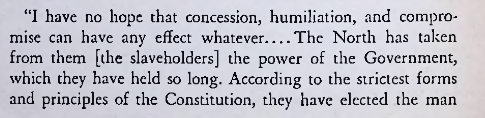 “I have no hope that concession, humiliation, and compro-
mise can have any effect whatever.... The North has taken
from them [the slaveholders] the power of the Government,
which they have held so long. According to the strictest forms
and principles of the Constitution, they have elected the man